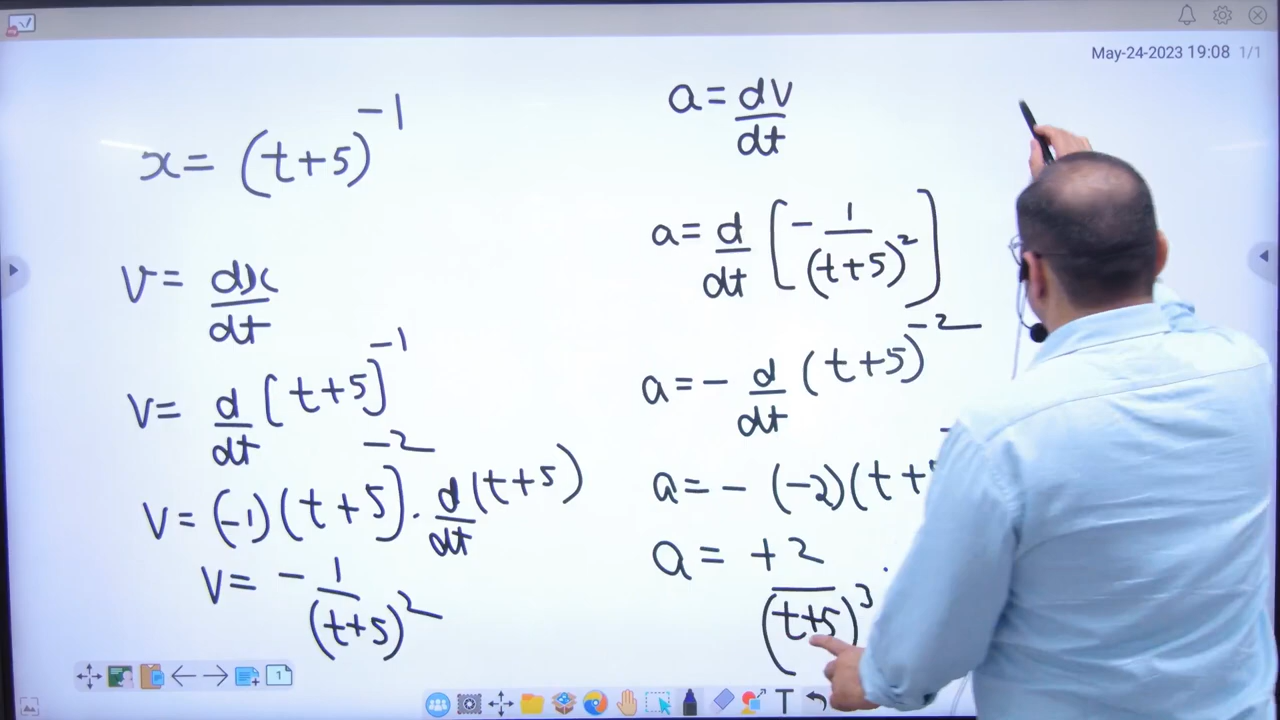 May-24-2023 19:08 1/1
x = (t+5)^-1
v = dx/dt
v = d/dt [t+5]^-1
v = (-1)(t+5]^-2 . d/dt (t+5)
v = - 1/(t+5)^2
a = dv/dt
a = d/dt [- 1/(t+5)^2]
a = - d/dt (t+5)^-2
a = - (-2)(t+
a = +2/(t+5)^3
1
T